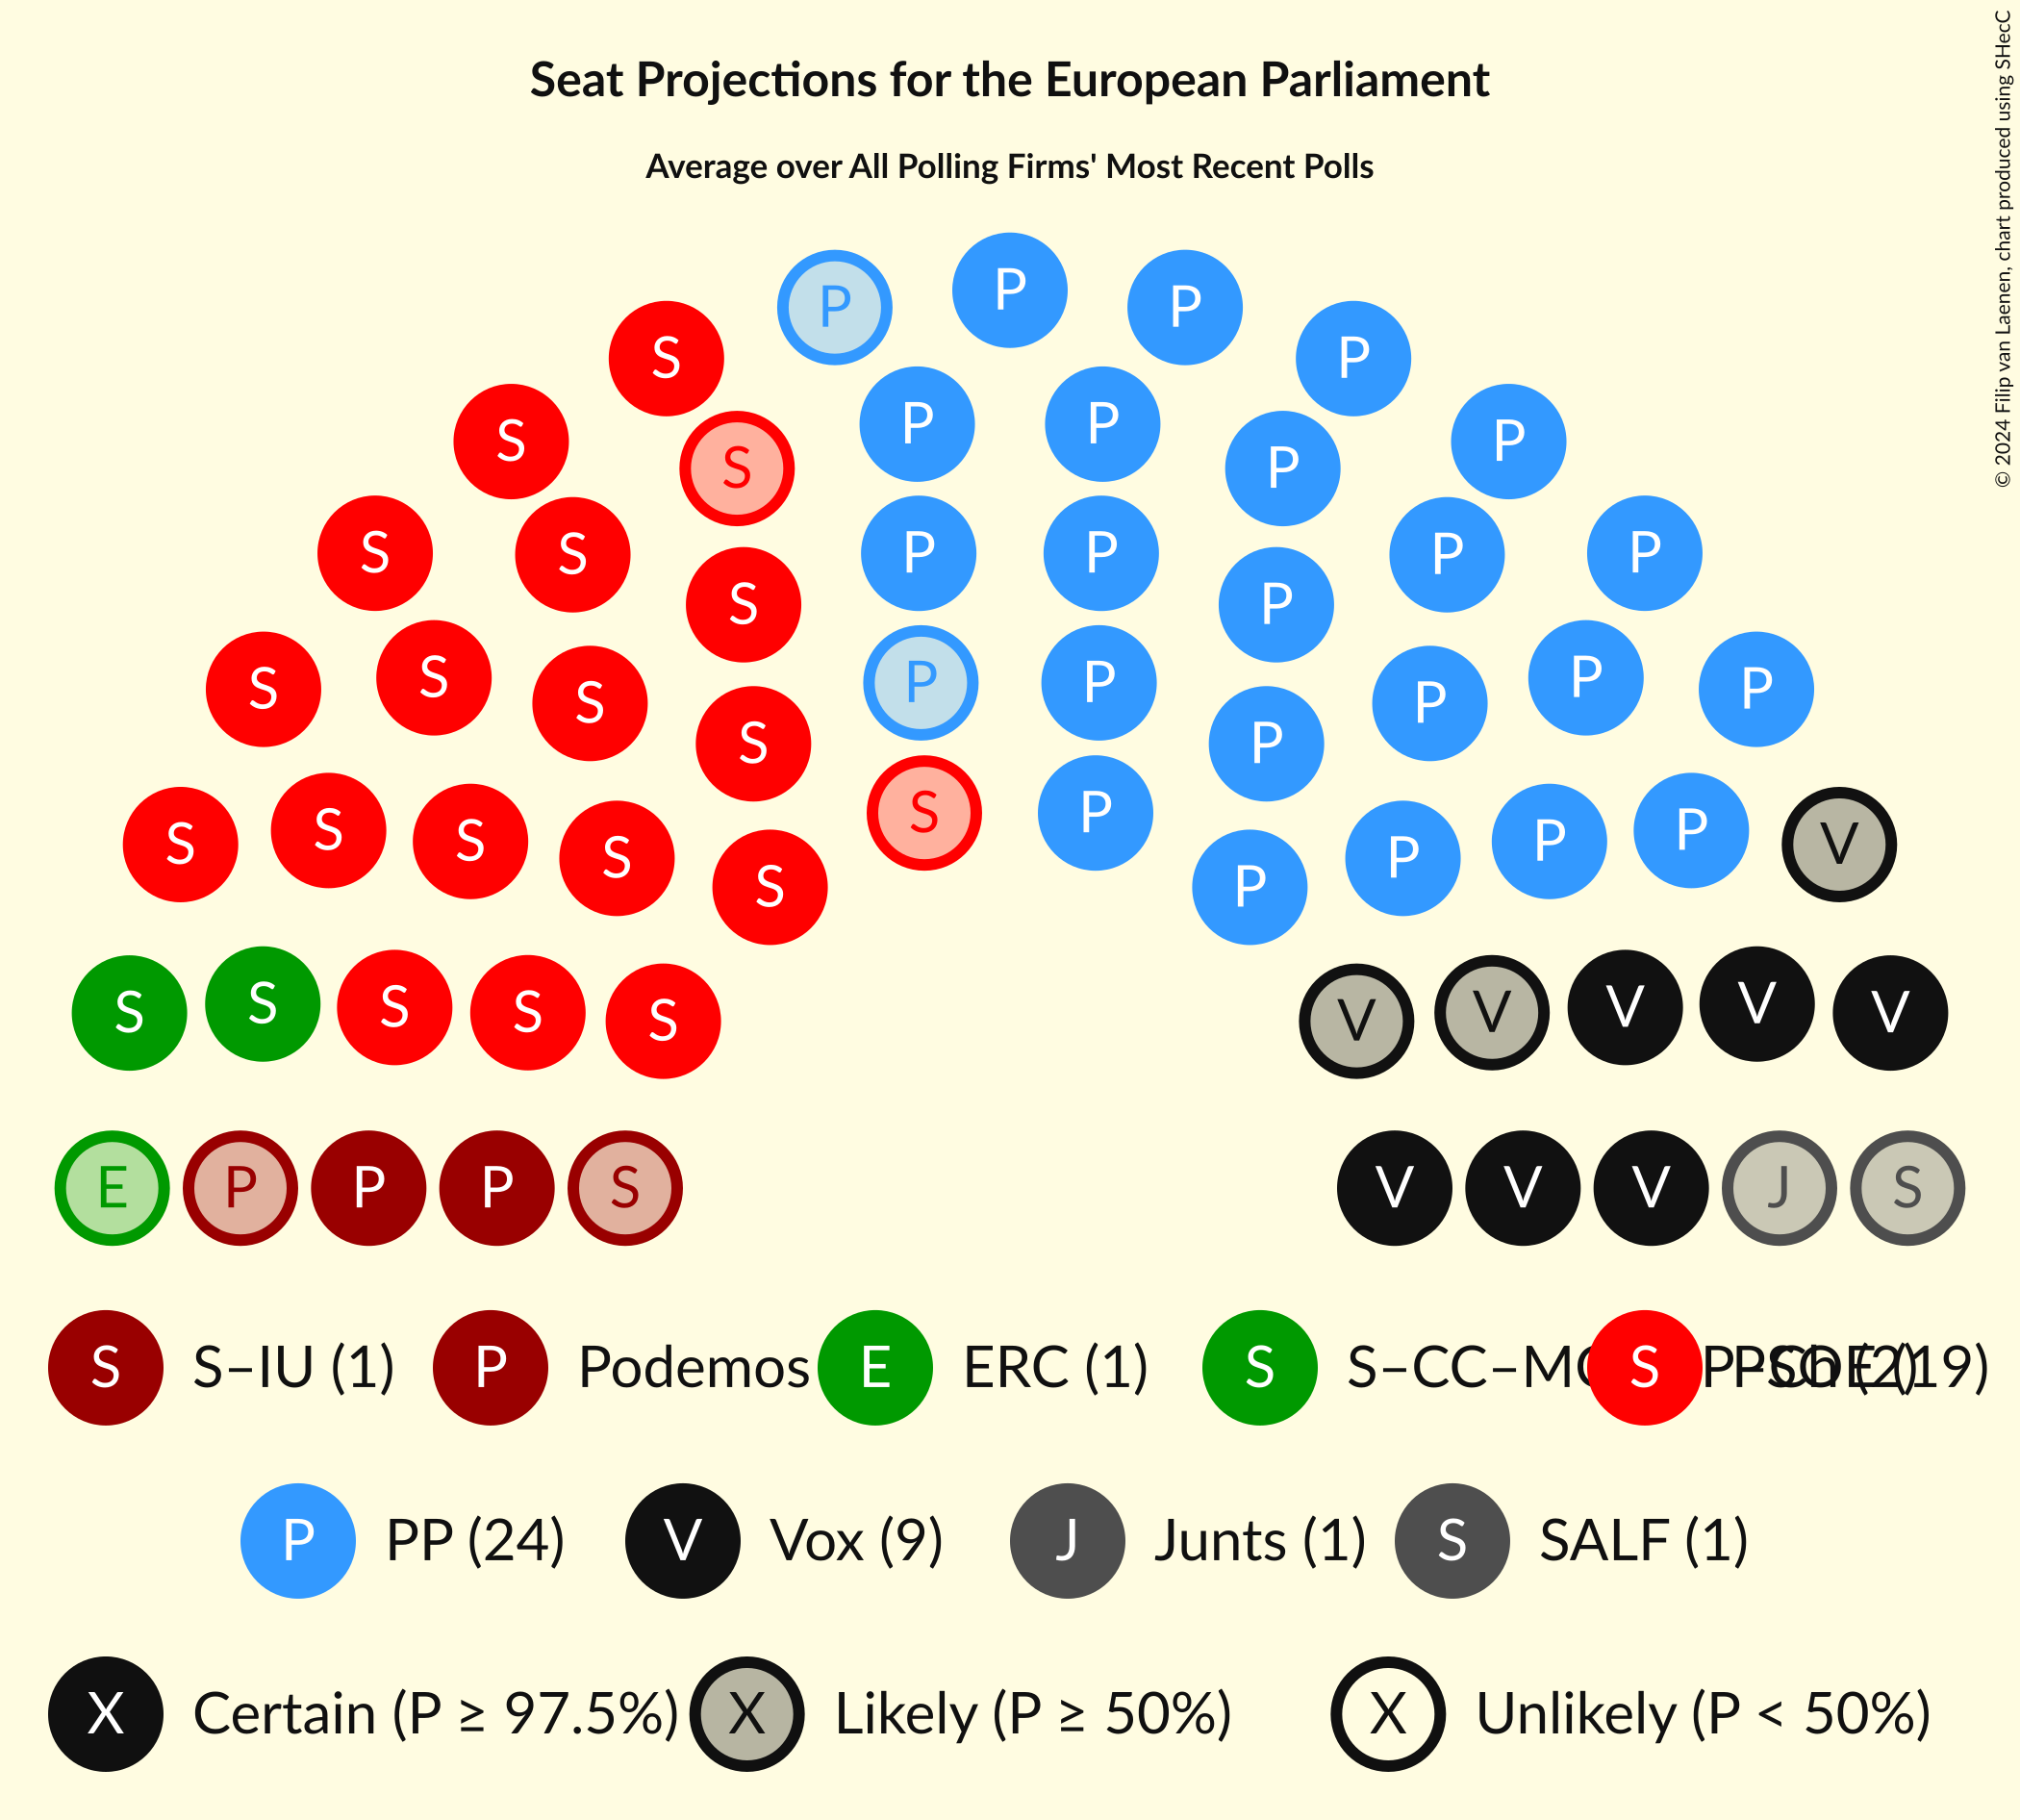 Seat Projections for the European Parliament
Average over All Polling Firms' Most Recent Polls
© 2024 Filip van Laenen, chart produced using SHecC
P P P
S P
P P
S P
S P
S S P P P P
S P
S S S P P P P P
S P
S P
S S S S P P P V
S P
S S S S S V V V V V V
E P P P S V V V J S
S S–IU (1) P Podemos E ERC (1) S S PSOE (19)
P PP (24) V Vox (9) J Junts (1) S SALF (1)
X Certain (P ≥ 97.5%) X Likely (P ≥ 50%) X Unlikely (P < 50%)